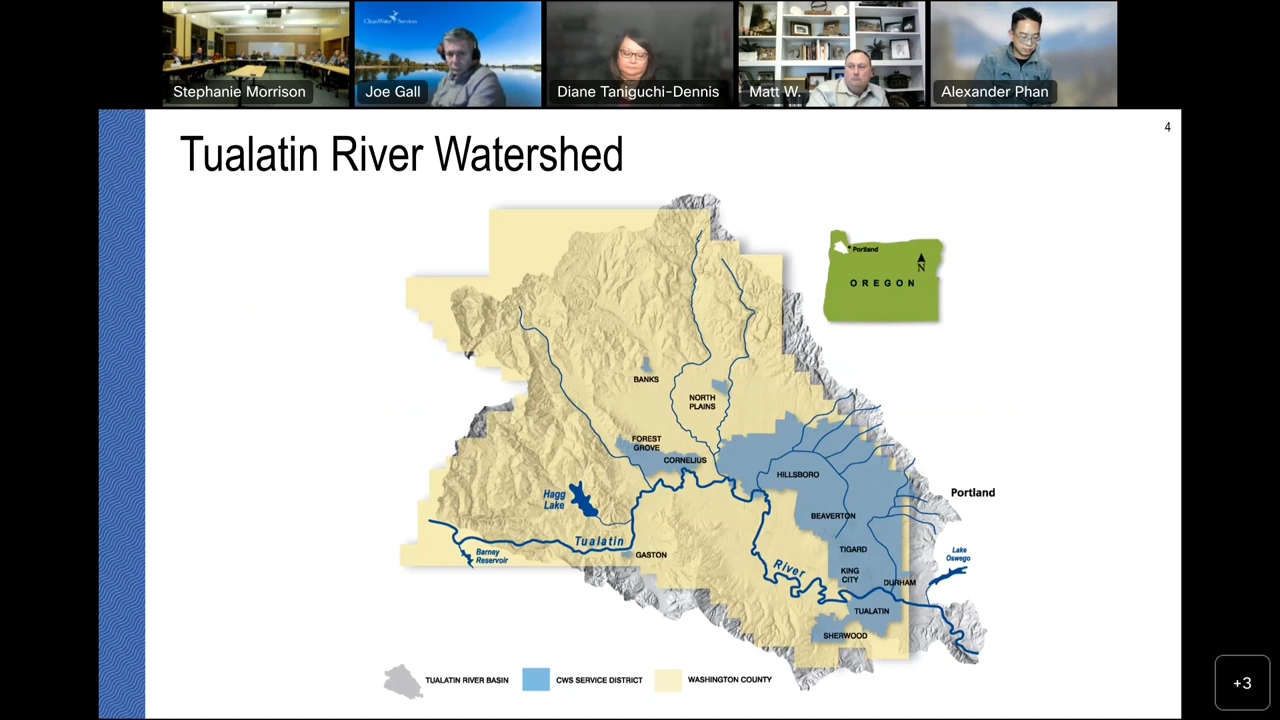 CleanWater Services
Stephanie Morrison
Joe Gall
Diane Taniguchi-Dennis
Matt W.
Alexander Phan
4
Tualatin River Watershed
Portland
N
OREGON
BANKS
NORTH
PLAINS
FOREST
GROVE
CORNELIUS
HILLSBORO
Hagg
Lake
Portland
BEAVERTON
Tualatin
TIGARD
Barney
Reservoir
GASTON
Lake
Oswego
River
KING
CITY
DURHAM
TUALATIN
SHERWOOD
TUALATIN RIVER BASIN
CWS SERVICE DISTRICT
WASHINGTON COUNTY
+3